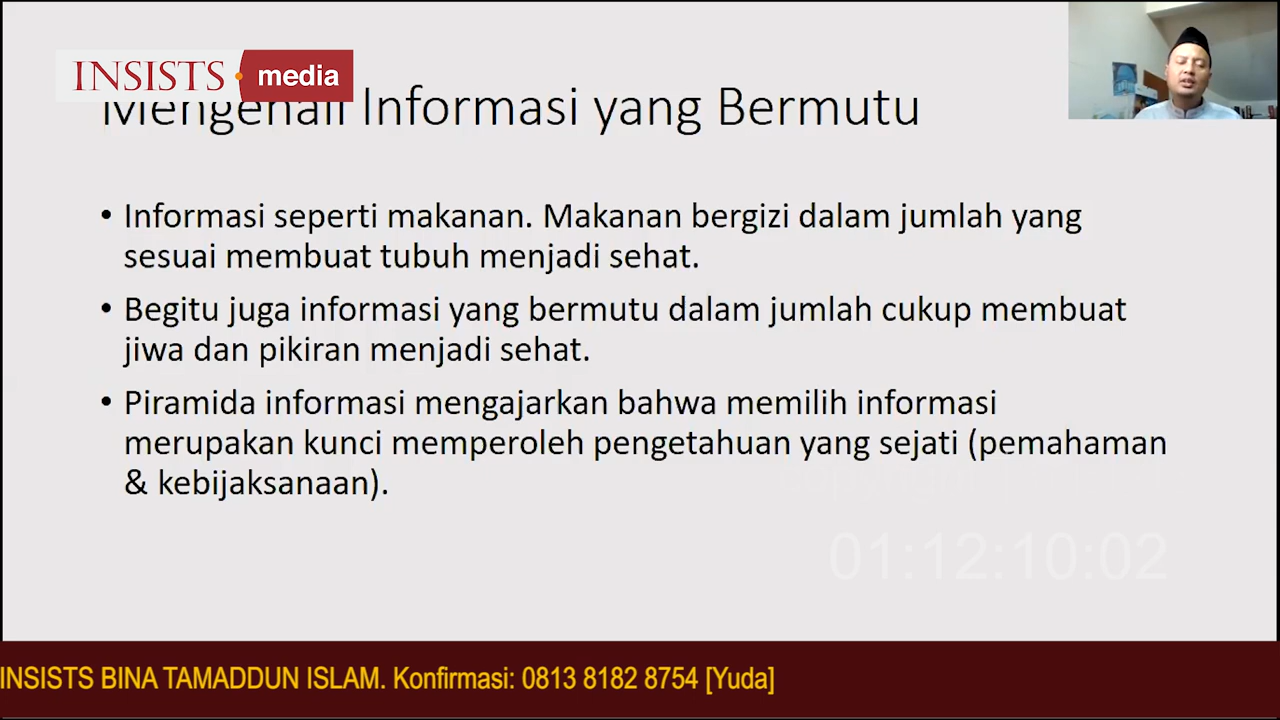 INSISTS media
Mengenali Informasi yang Bermutu
• Informasi seperti makanan. Makanan bergizi dalam jumlah yang
sesuai membuat tubuh menjadi sehat.
• Begitu juga informasi yang bermutu dalam jumlah cukup membuat
jiwa dan pikiran menjadi sehat.
• Piramida informasi mengajarkan bahwa memilih informasi
merupakan kunci memperoleh pengetahuan yang sejati (pemahaman
& kebijaksanaan).
01:12:10:02
INSISTS BINA TAMADDUN ISLAM. Konfirmasi: 0813 8182 8754 [Yuda]